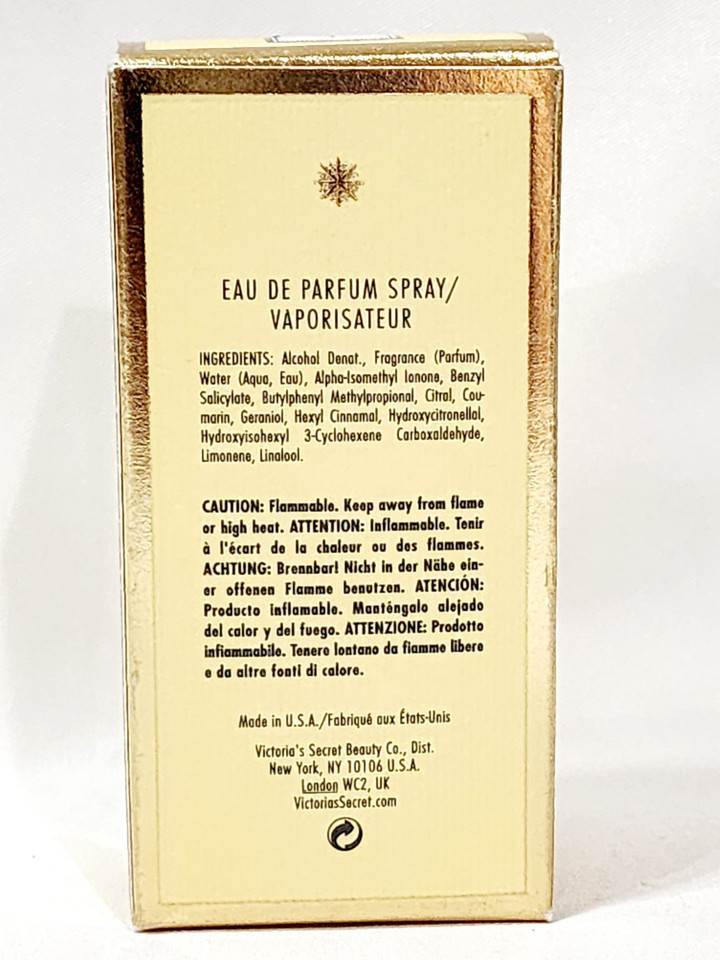 EAU DE PARFUM SPRAY/
VAPORISATEUR
INGREDIENTS: Alcohol Denat., Fragrance (Parfum),
Water (Aqua, Eau), Alpha-Isomethyl Ionone, Benzyl
Salicylate, Butylphenyl Methylpropional, Citral, Cou-
marin, Geraniol, Hexyl Cinnamal, Hydroxycitronellal,
Hydroxyisohexyl 3-Cyclohexene Carboxaldehyde,
Limonene, Linalool.
CAUTION: Flammable. Keep away from flame
or high heat. ATTENTION: Inflammable. Tenir
à l'écart de la chaleur ou des flammes.
ACHTUNG: Brennbar! Nicht in der Nähe ein-
er offenen Flamme benutzen. ATENCIÓN:
Producto inflamable. Manténgalo alejado
del calor y del fuego. ATTENZIONE: Prodotto
infiammabile. Tenere lontano da fiamme libere
e da altre fonti di calore.
Made in U.S.A./Fabriqué aux États-Unis
Victoria's Secret Beauty Co., Dist.
New York, NY 10106 U.S.A.
London WC2, UK
VictoriasSecret.com